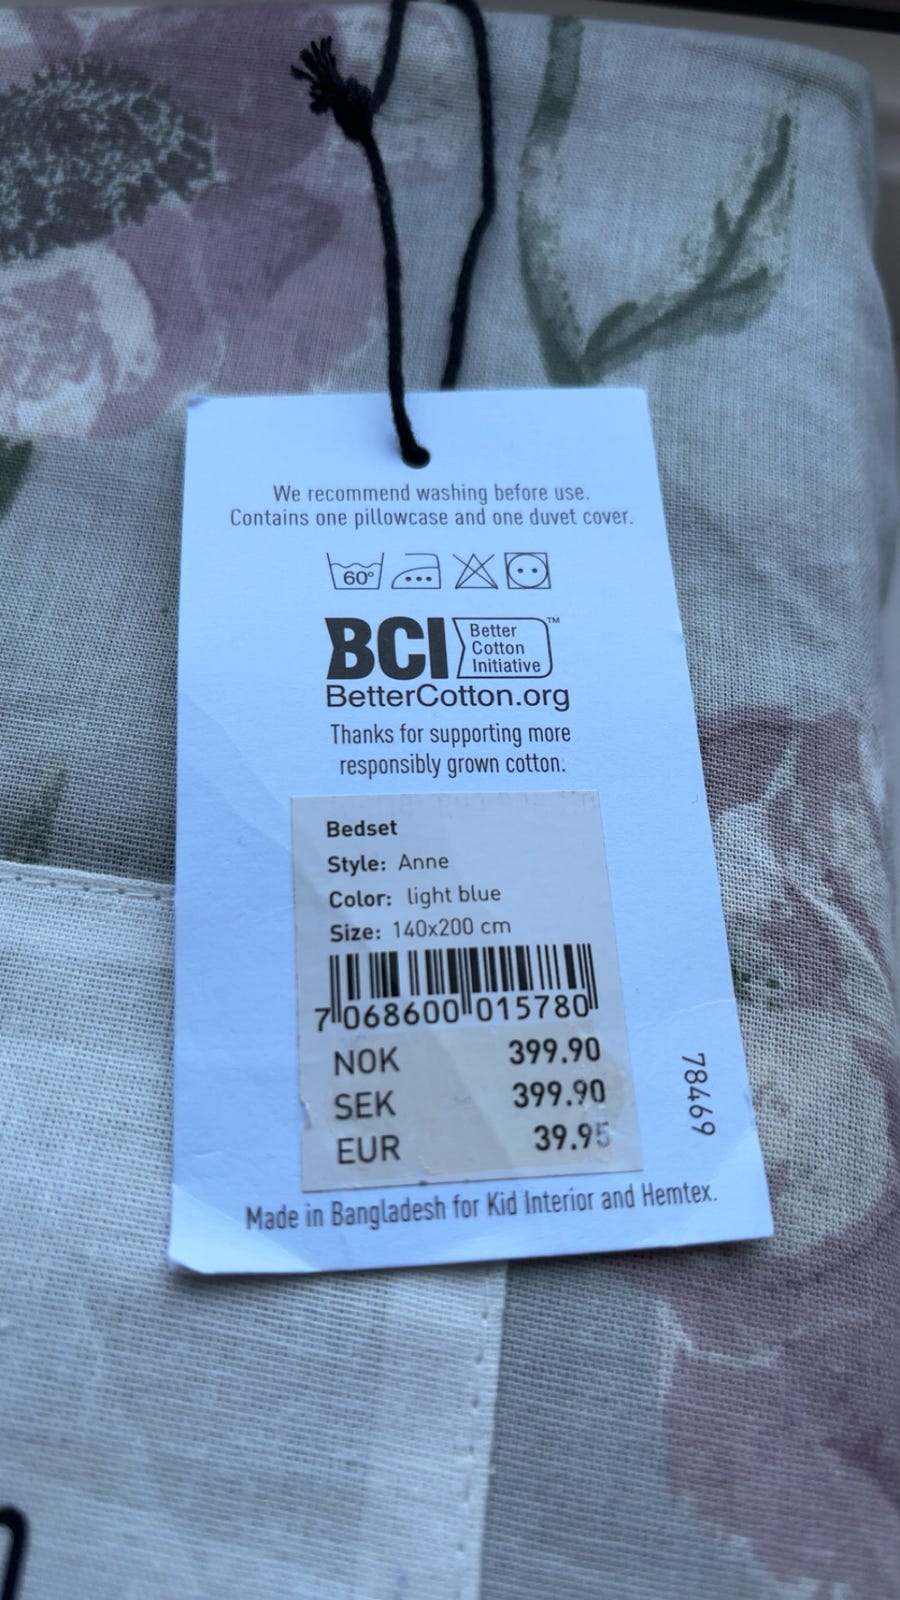 We recommend washing before use.
Contains one pillowcase and one duvet cover.
60°
BCI Better
Cotton
Initiative™
BetterCotton.org
Thanks for supporting more
responsibly grown cotton.
Bedset
Style: Anne
Color: light blue
Size: 140x200 cm
7 068600 015780
NOK 399.90
SEK 399.90
EUR 39.95
78469
Made in Bangladesh for Kid Interior and Hemtex.